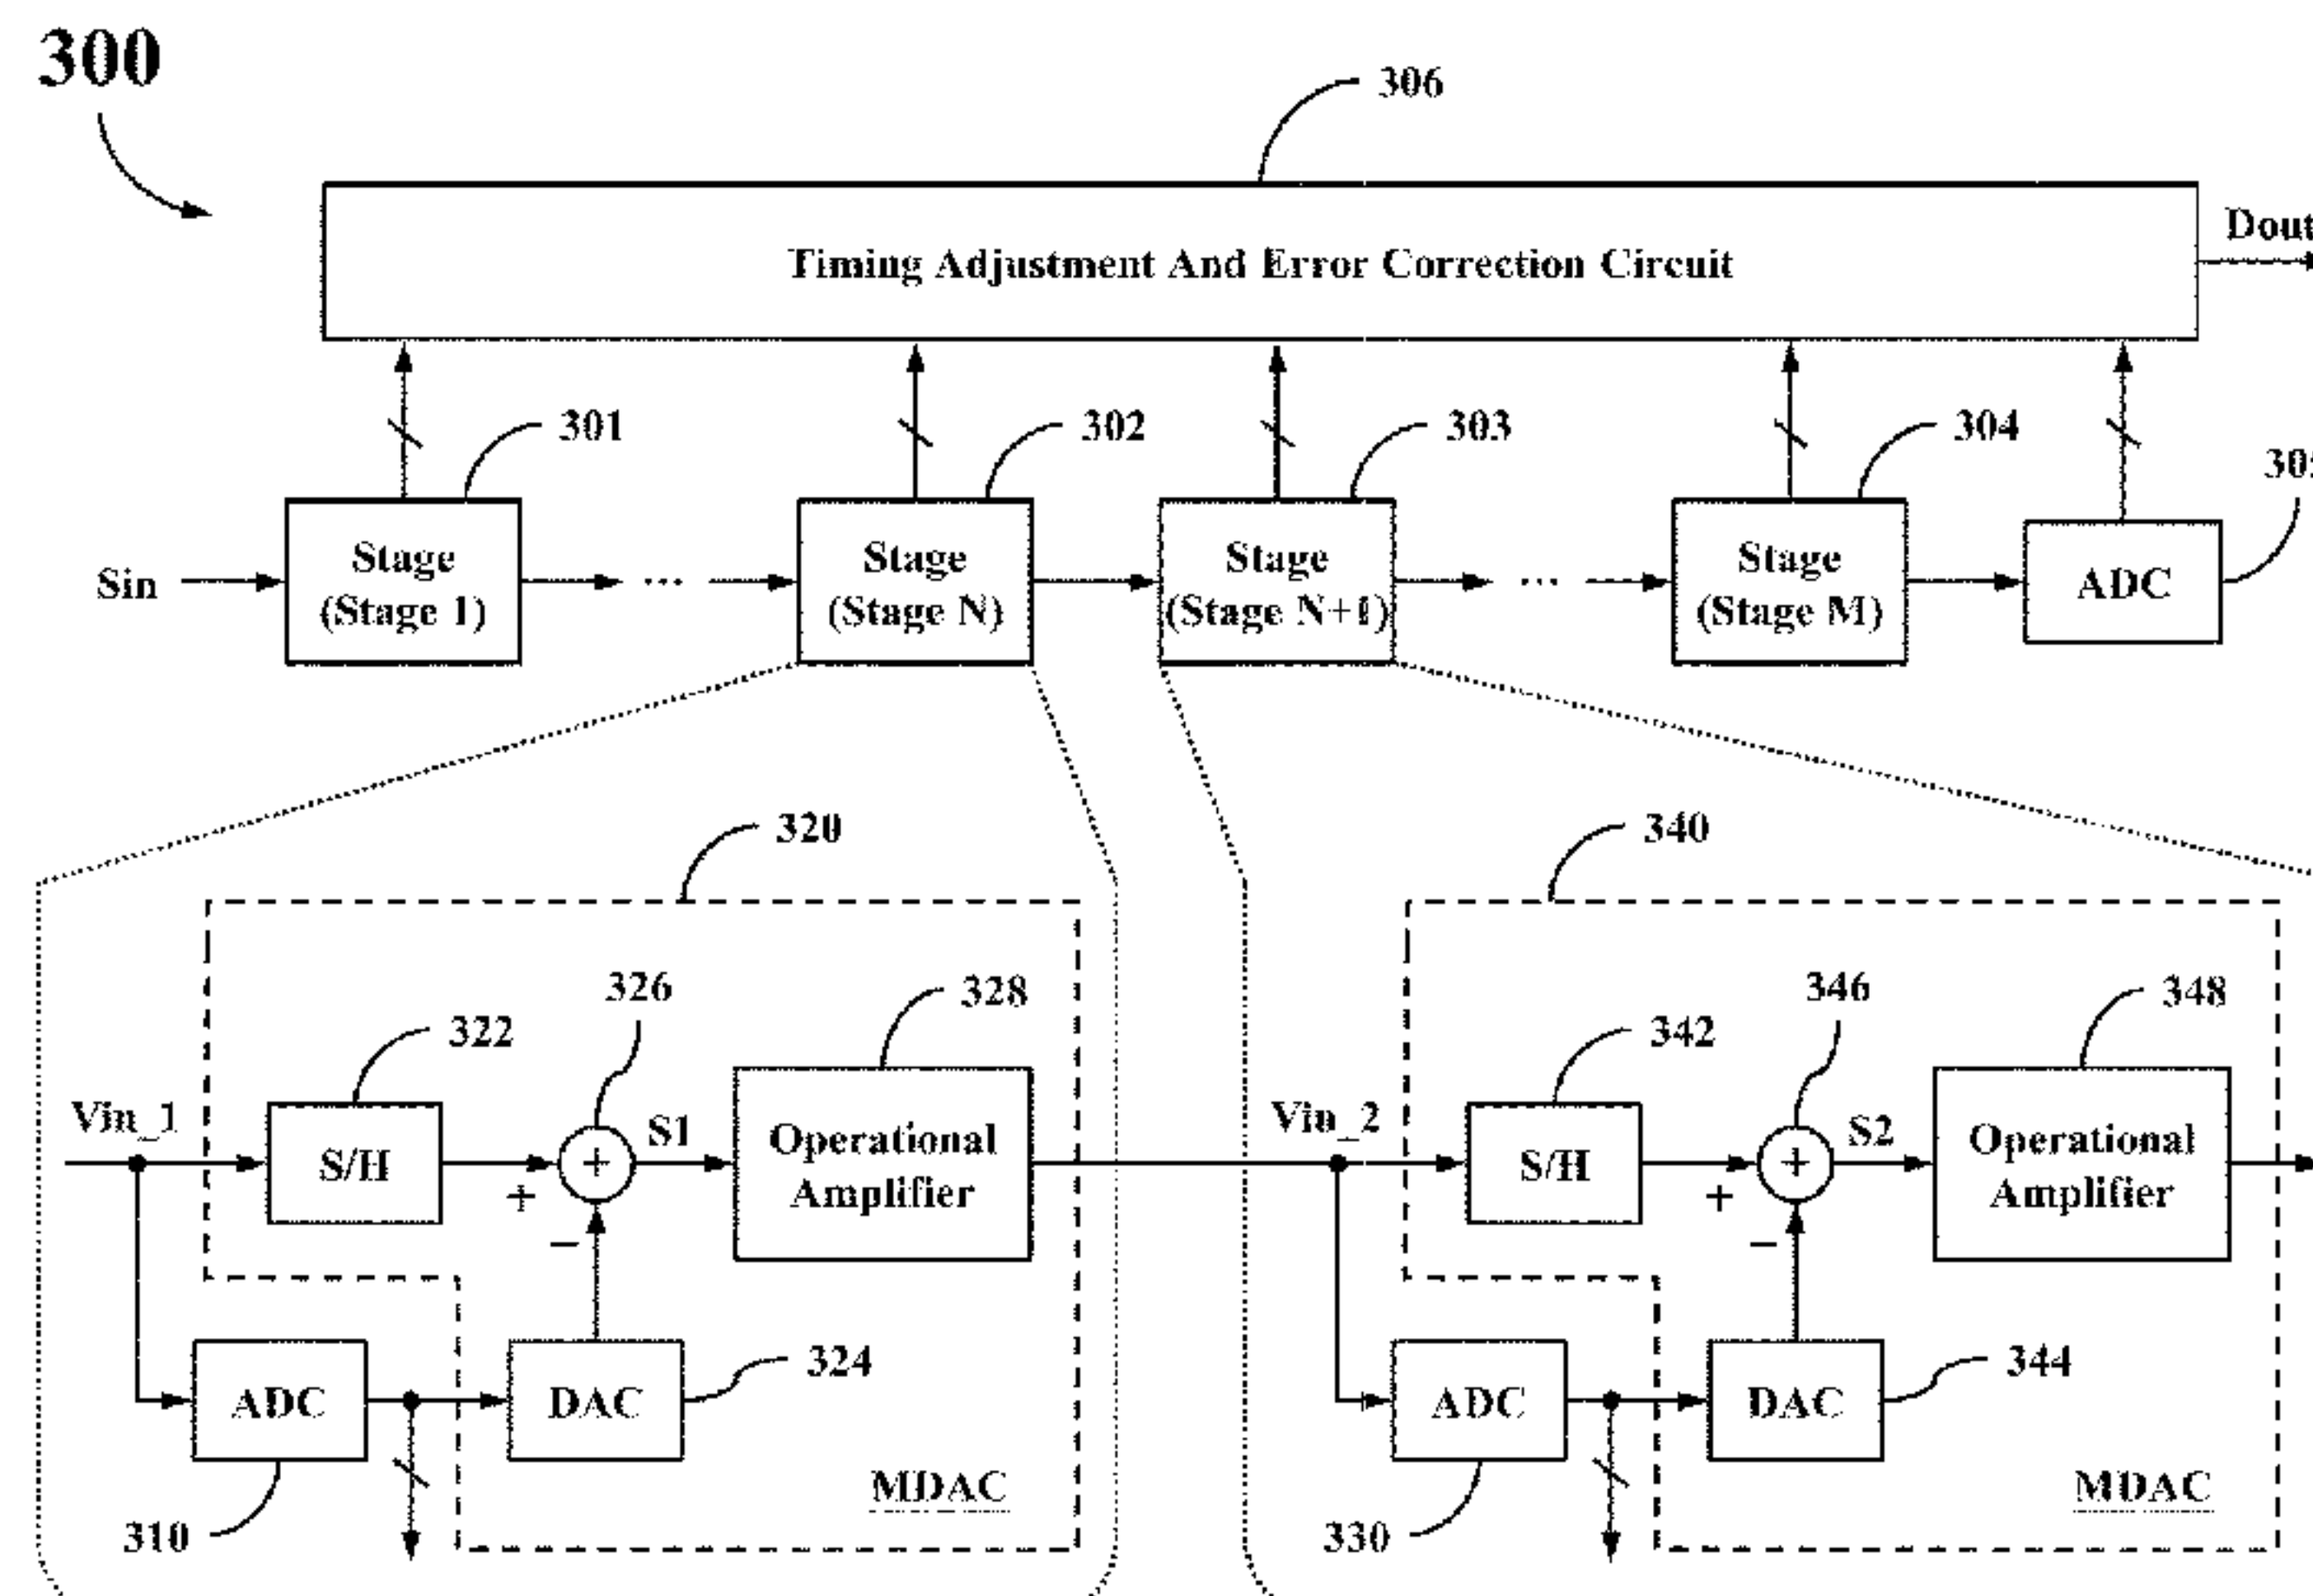 300
306
Timing Adjustment And Error Correction Circuit
Dout
301
302
303
304
Sin
Stage
(Stage 1)
...
Stage
(Stage N)
Stage
(Stage N+1)
...
Stage
(Stage M)
ADC
320
340
326
328
322
Vin_1
S/H
+
S1
Operational
Amplifier
+
−
ADC
DAC
324
310
MDAC
346
348
342
Vin_2
S/H
+
S2
Operational
Amplifier
+
−
ADC
DAC
344
330
MDAC